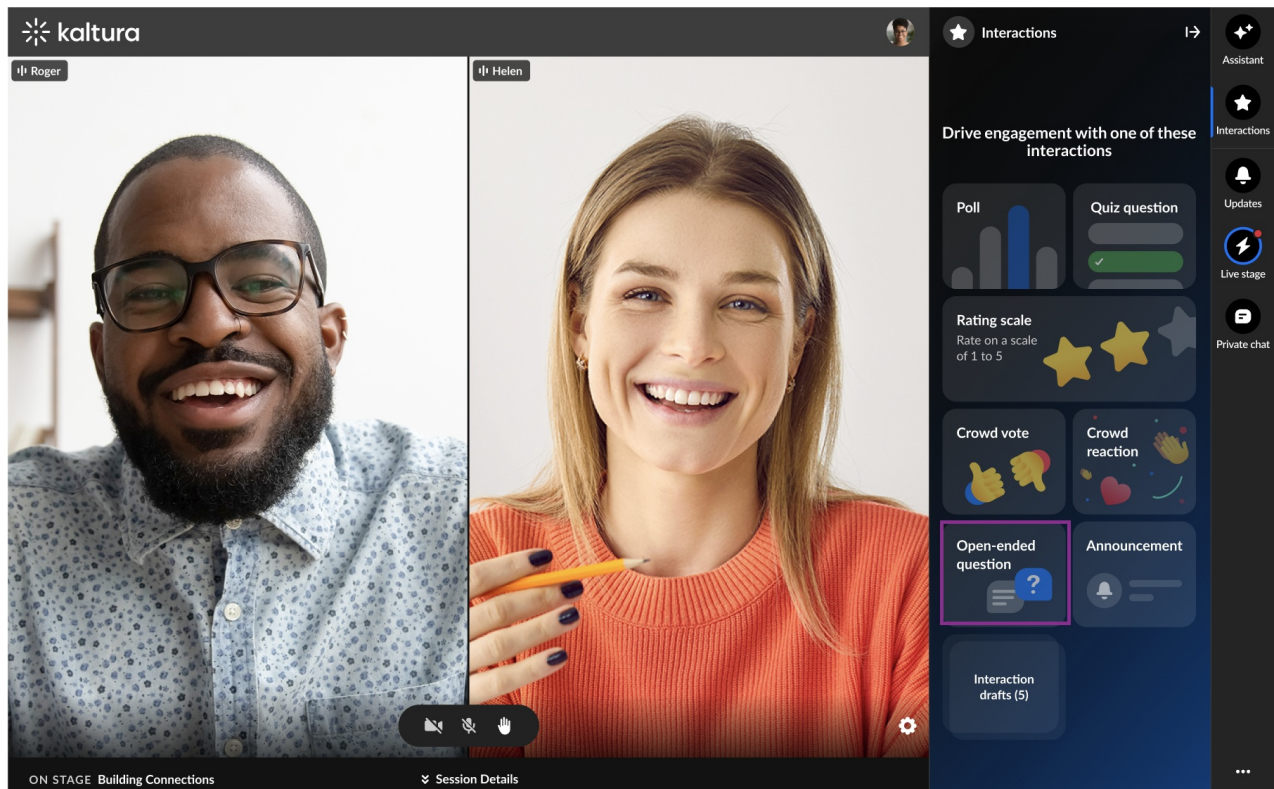 kaltura
Interactions
Assistant
Roger
Helen
Interactions
Drive engagement with one of these
interactions
Updates
Poll
Quiz question
Live stage
Rating scale
Rate on a scale
of 1 to 5
Private chat
Crowd vote
Crowd
reaction
Open-ended
question
?
Announcement
Interaction
drafts (5)
ON STAGE Building Connections
Session Details